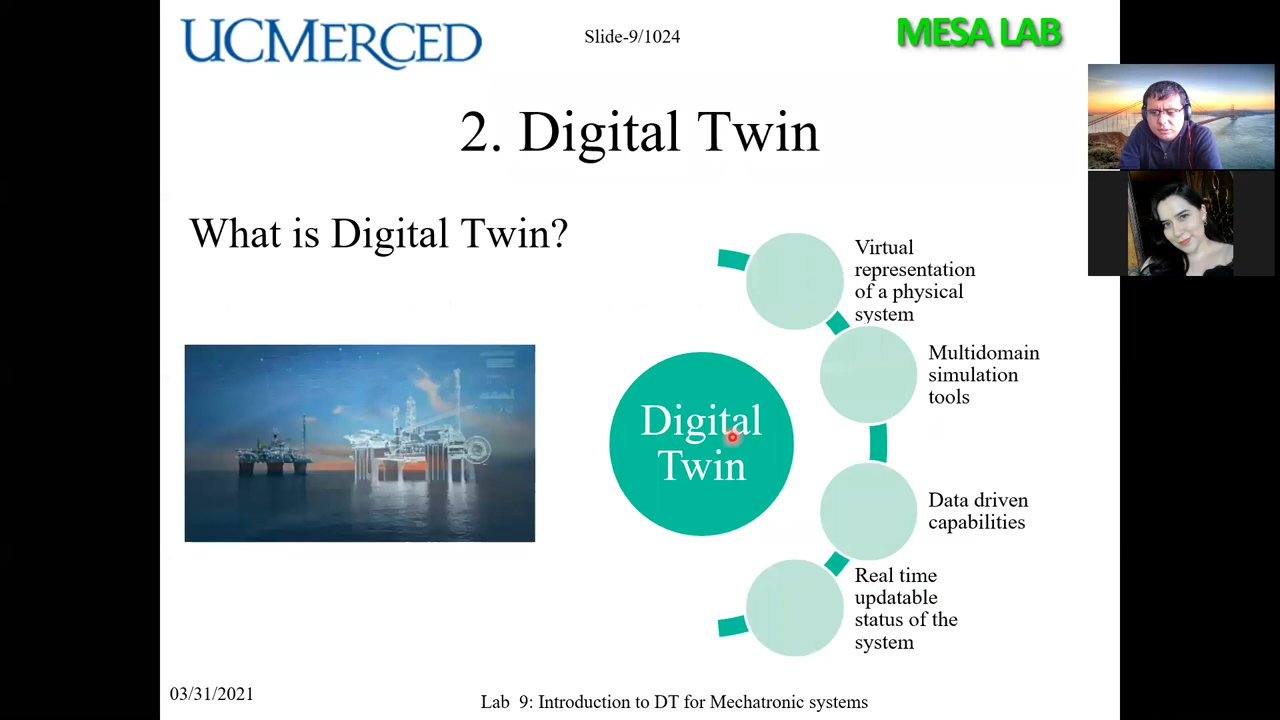 UCMERCED
Slide-9/1024
MESA LAB
2. Digital Twin
What is Digital Twin?
Virtual
representation
of a physical
system
Multidomain
simulation
tools
Digital
Twin
Data driven
capabilities
Real time
updatable
status of the
system
03/31/2021
Lab 9: Introduction to DT for Mechatronic systems